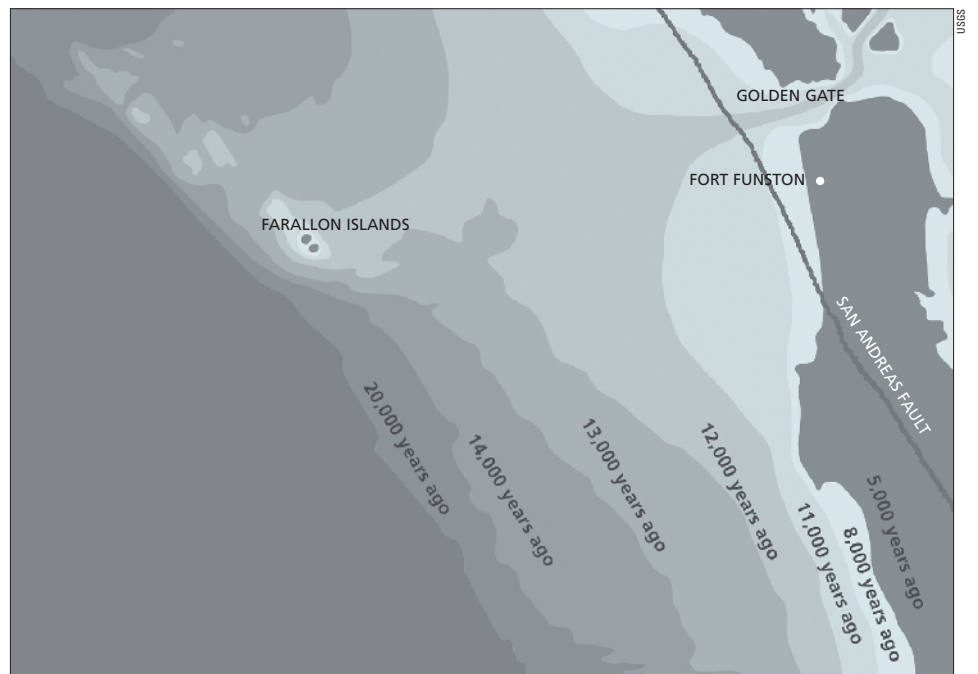 USGS
GOLDEN GATE
FORT FUNSTON
FARALLON ISLANDS
SAN ANDREAS FAULT
20,000 years ago
14,000 years ago
13,000 years ago
12,000 years ago
11,000 years ago
8,000 years ago
5,000 years ago